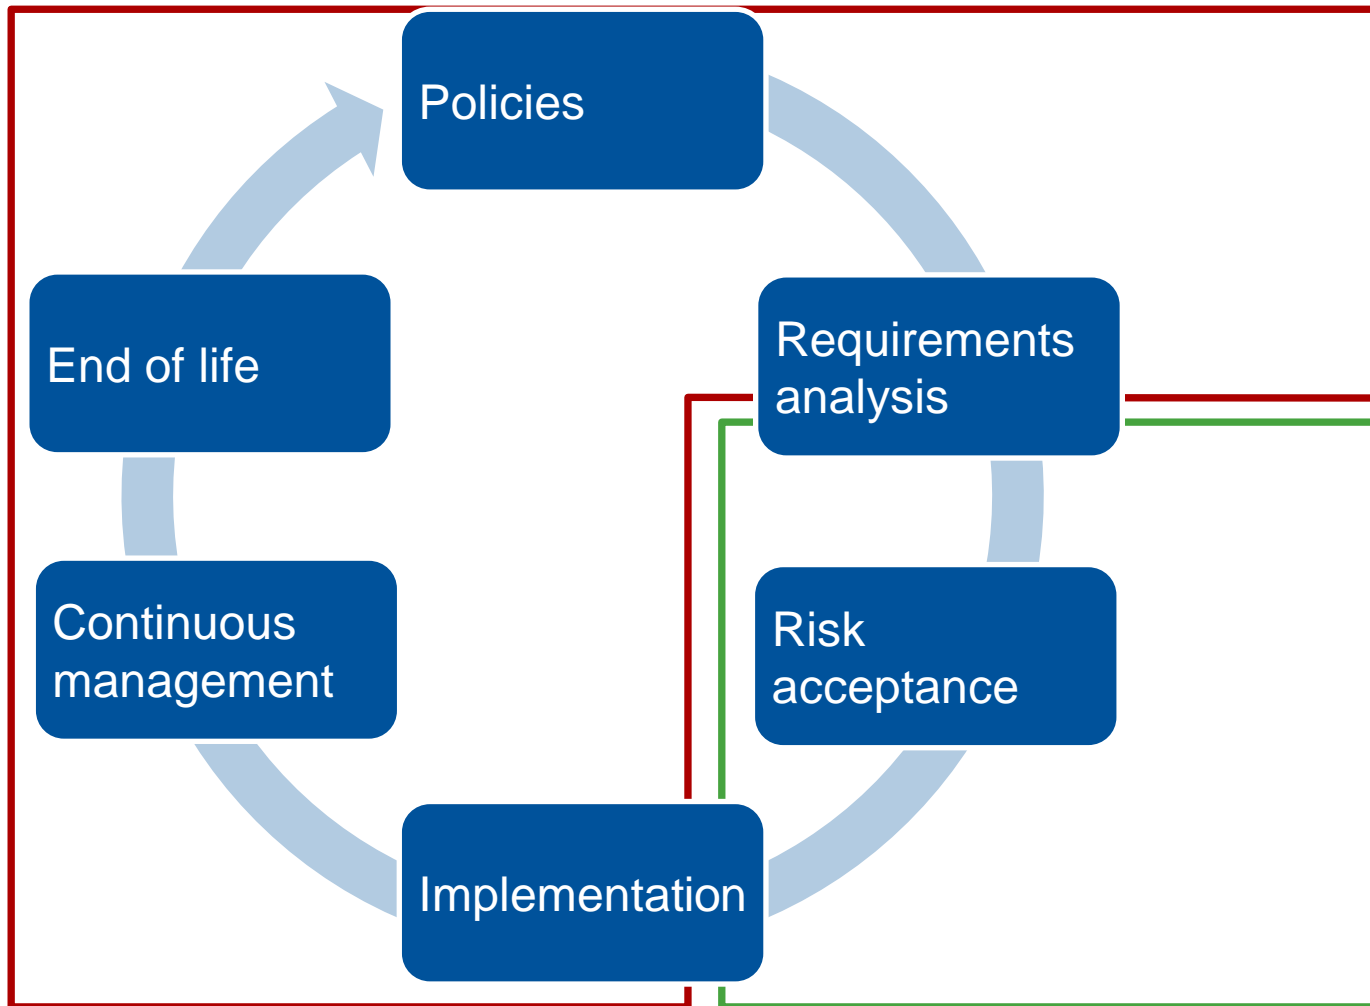 Policies
Requirements
analysis
Risk
acceptance
Implementation
Continuous
management
End of life